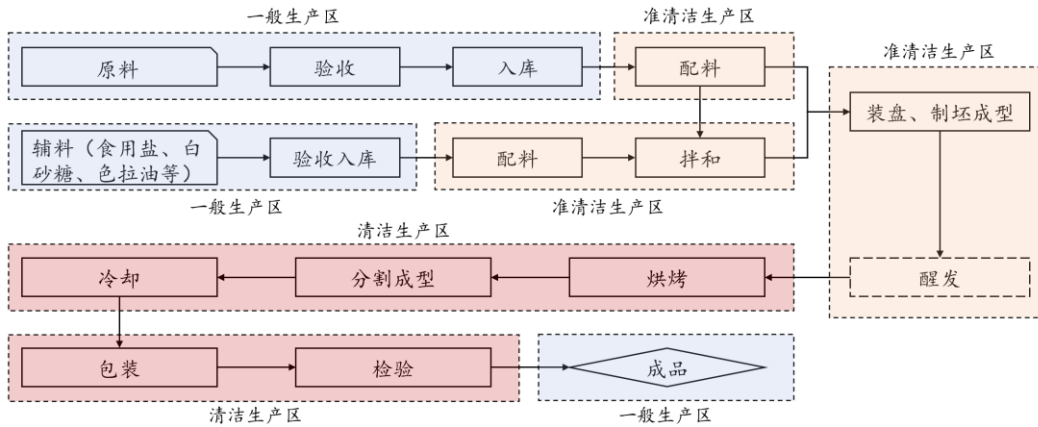 一般生产区
准清洁生产区
原料
验收
入库
配料
准清洁生产区
装盘、制坯成型
辅料（食用盐、白
砂糖、色拉油等）
验收入库
配料
拌和
一般生产区
准清洁生产区
清洁生产区
冷却
分割成型
烘烤
醒发
包装
检验
成品
清洁生产区
一般生产区